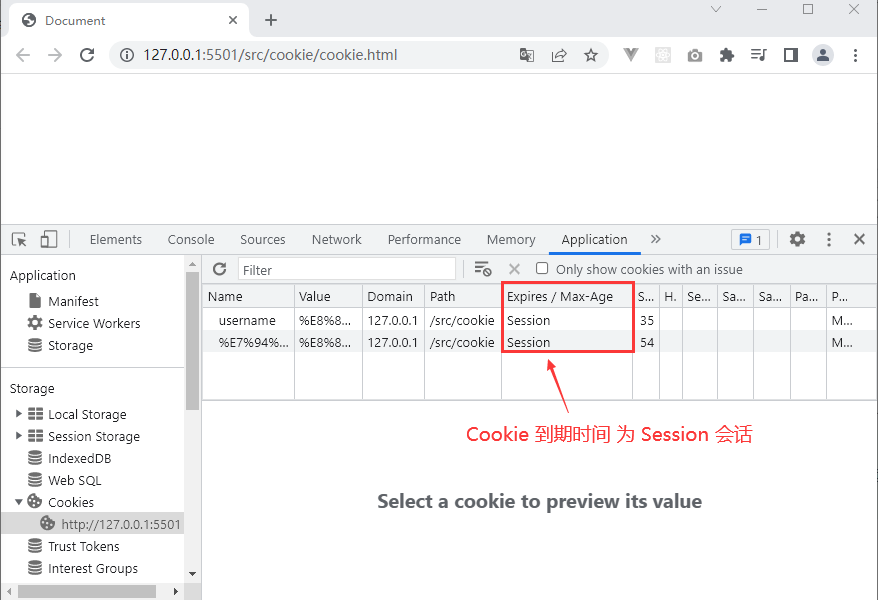 Document
127.0.0.1:5501/src/cookie/cookie.html
Elements Console Sources Network Performance Memory Application 1
Application
Manifest
Service Workers
Storage
Storage
Local Storage
Session Storage
IndexedDB
Web SQL
Cookies
http://127.0.0.1:5501
Trust Tokens
Interest Groups
Filter Only show cookies with an issue
Name Value Domain Path Expires / Max-Age S... H. Se... Sa... Sa... Pa... P...
username %E8%8... 127.0.0.1 /src/cookie Session 35 M...
%E7%94%... %E8%8... 127.0.0.1 /src/cookie Session 54 M...
Cookie 到期时间 为 Session 会话
Select a cookie to preview its value